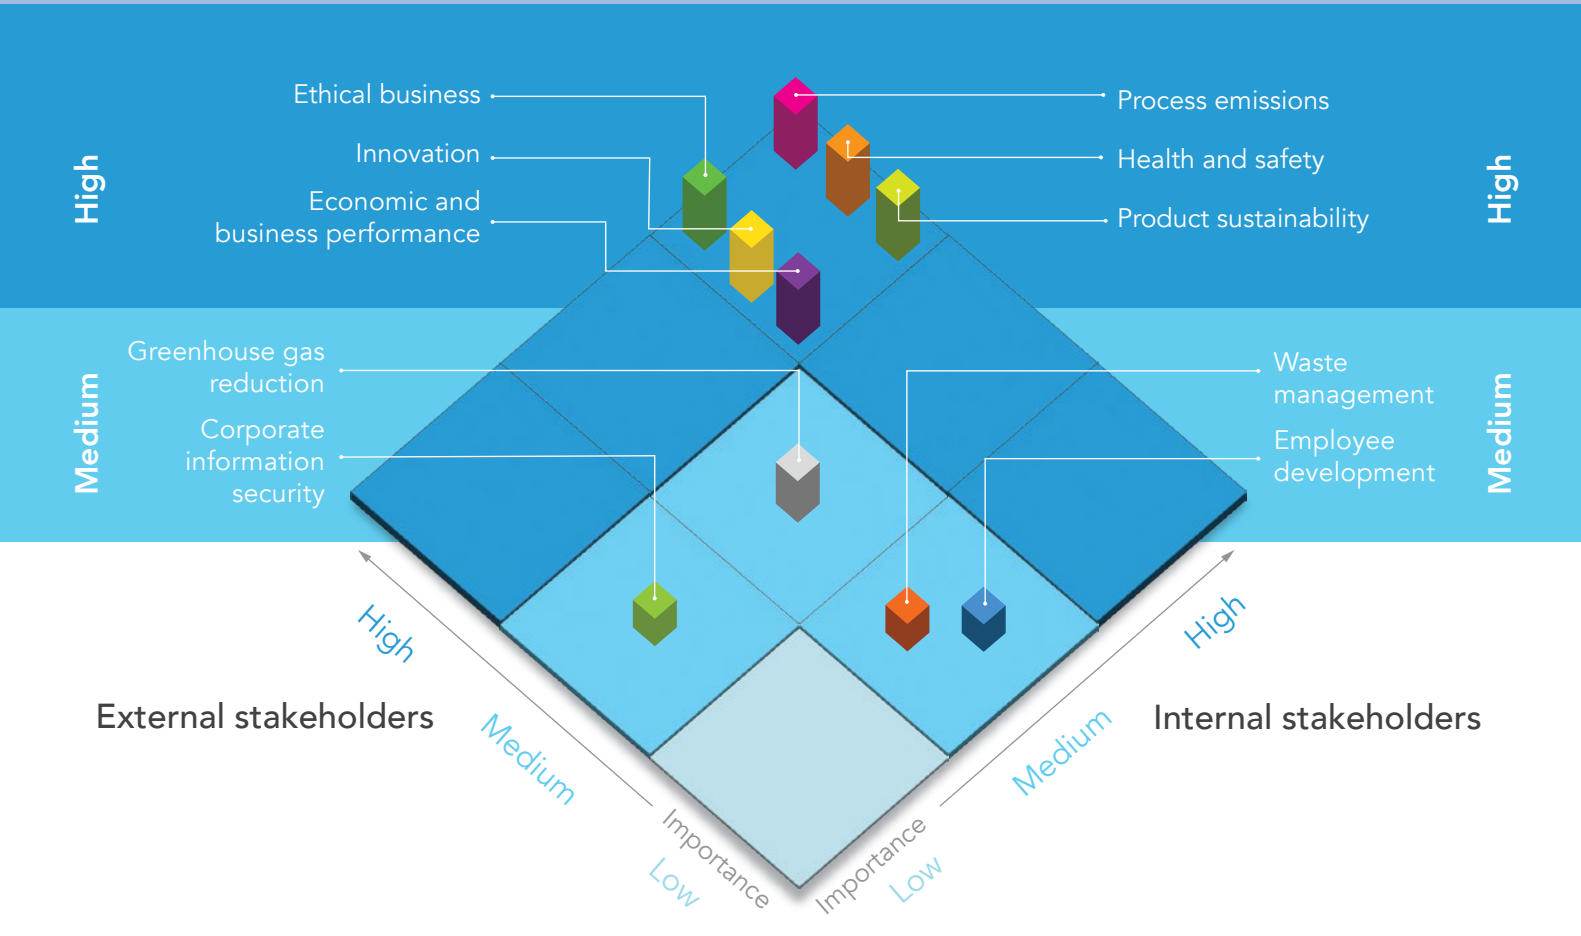 Ethical business
Process emissions
Innovation
Health and safety
High
High
Economic and
business performance
Product sustainability
Greenhouse gas
reduction
Waste
management
Medium
Medium
Corporate
information
security
Employee
development
High
High
External stakeholders
Internal stakeholders
Medium
Medium
Importance
Importance
Low
Low